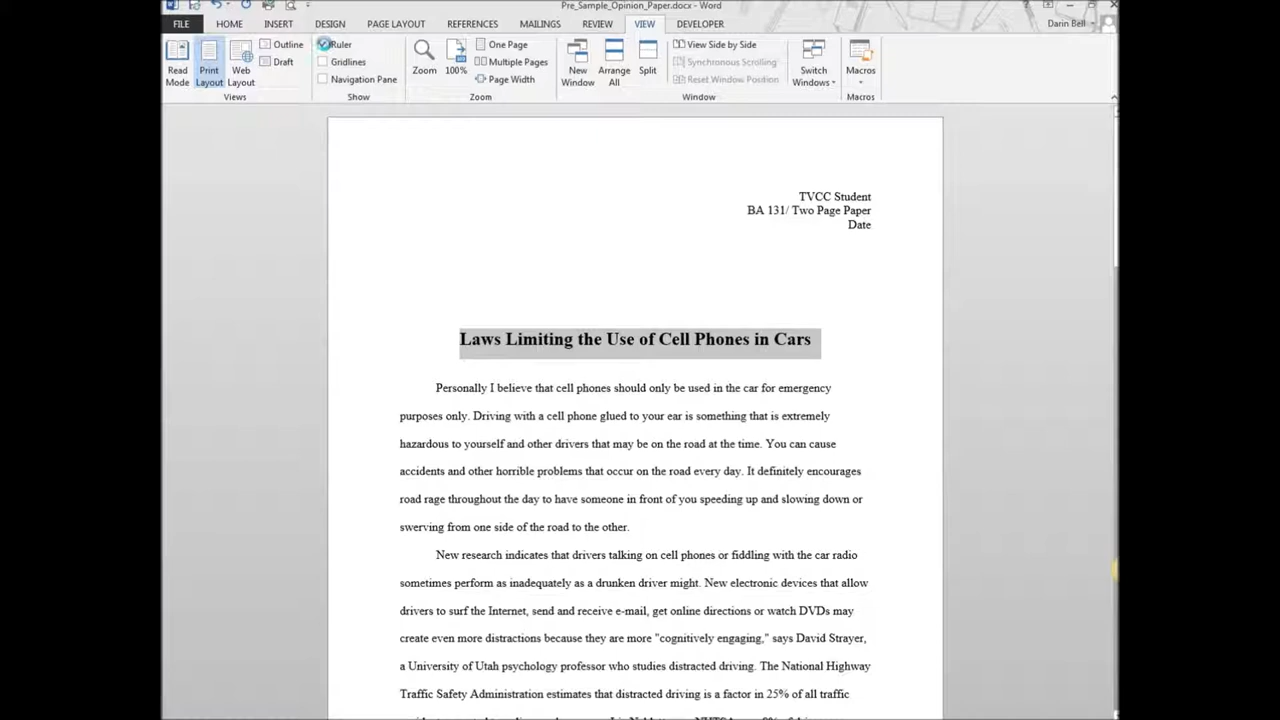 Pre_Sample_Opinion_Paper.docx - Word
FILE HOME INSERT DESIGN PAGE LAYOUT REFERENCES MAILINGS REVIEW VIEW DEVELOPER Darin Bell
Read Mode
Print Layout
Web Layout
Outline
Draft
Views
Ruler
Gridlines
Navigation Pane
Show
Zoom
100%
One Page
Multiple Pages
Page Width
Zoom
New Window
Arrange All
Split
View Side by Side
Synchronous Scrolling
Reset Window Position
Window
Switch Windows
Macros
Macros
TVCC Student
BA 131/ Two Page Paper
Date
Laws Limiting the Use of Cell Phones in Cars
Personally I believe that cell phones should only be used in the car for emergency
purposes only. Driving with a cell phone glued to your ear is something that is extremely
hazardous to yourself and other drivers that may be on the road at the time. You can cause
accidents and other horrible problems that occur on the road every day. It definitely encourages
road rage throughout the day to have someone in front of you speeding up and slowing down or
swerving from one side of the road to the other.
New research indicates that drivers talking on cell phones or fiddling with the car radio
sometimes perform as inadequately as a drunken driver might. New electronic devices that allow
drivers to surf the Internet, send and receive e-mail, get online directions or watch DVDs may
create even more distractions because they are more "cognitively engaging," says David Strayer,
a University of Utah psychology professor who studies distracted driving. The National Highway
Traffic Safety Administration estimates that distracted driving is a factor in 25% of all traffic